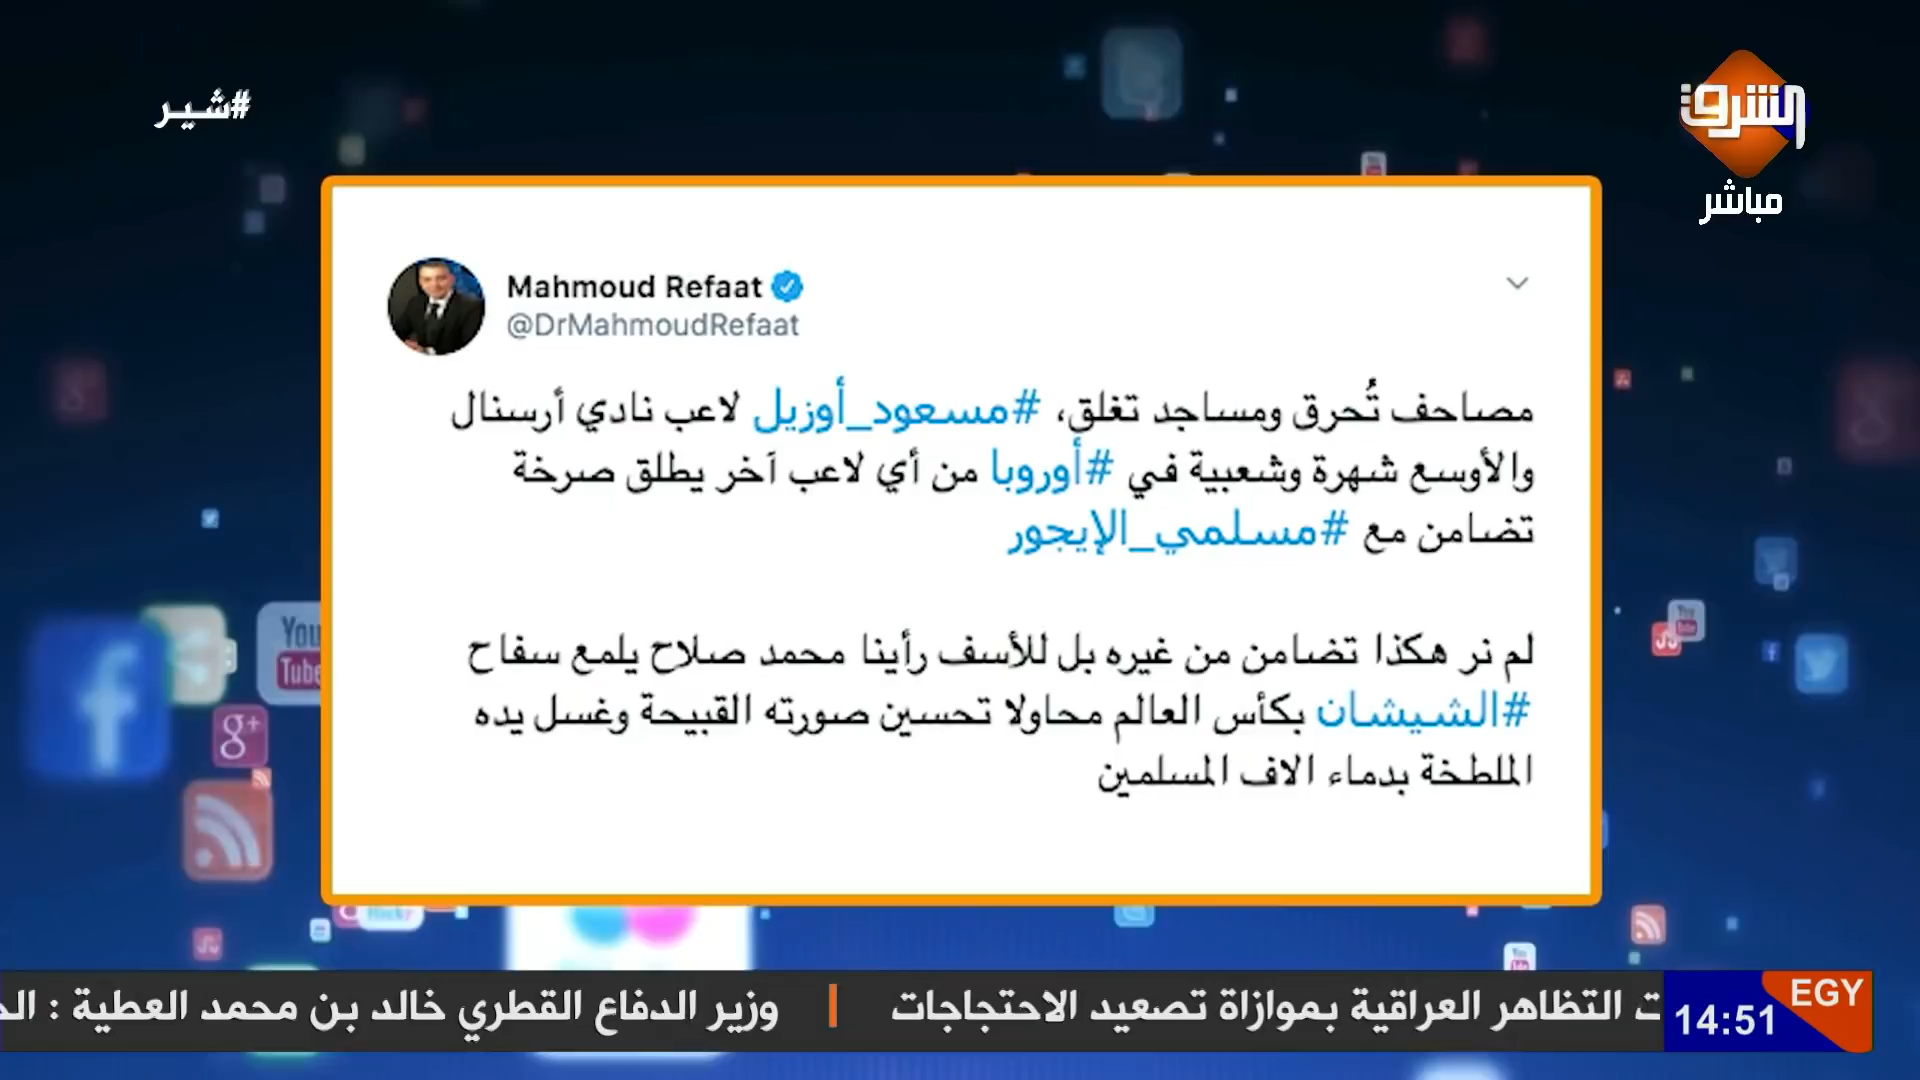 #شير
الشرق
مباشر
Mahmoud Refaat
@DrMahmoudRefaat
مصاحف تُحرق ومساجد تغلق، #مسعود_أوزيل لاعب نادي أرسنال
والأوسع شهرة وشعبية في #أوروبا من أي لاعب آخر يطلق صرخة
تضامن مع #مسلمي_الإيجور
لم نر هكذا تضامن من غيره بل للأسف رأينا محمد صلاح يلمع سفاح
#الشيشان بكأس العالم محاولا تحسين صورته القبيحة وغسل يده
الملطخة بدماء الاف المسلمين
You
Tube
g+
flickr
ت التظاهر العراقية بموازاة تصعيد الاحتجاجات | وزير الدفاع القطري خالد بن محمد العطية :
EGY
14:51